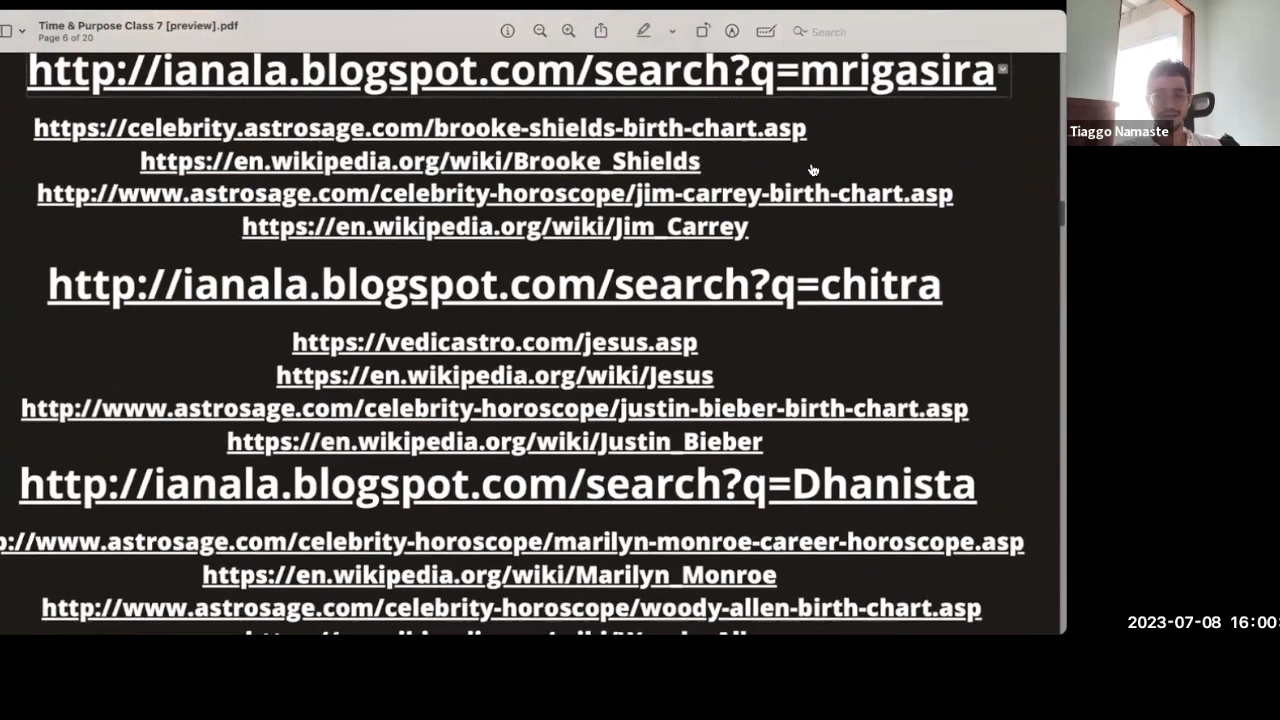 Time & Purpose Class 7 [preview].pdf
Page 6 of 20
Search
http://ianala.blogspot.com/search?q=mrigasira
https://celebrity.astrosage.com/brooke-shields-birth-chart.asp
https://en.wikipedia.org/wiki/Brooke_Shields
http://www.astrosage.com/celebrity-horoscope/jim-carrey-birth-chart.asp
https://en.wikipedia.org/wiki/Jim_Carrey
http://ianala.blogspot.com/search?q=chitra
https://vedicastro.com/jesus.asp
https://en.wikipedia.org/wiki/Jesus
http://www.astrosage.com/celebrity-horoscope/justin-bieber-birth-chart.asp
https://en.wikipedia.org/wiki/Justin_Bieber
http://ianala.blogspot.com/search?q=Dhanista
p://www.astrosage.com/celebrity-horoscope/marilyn-monroe-career-horoscope.asp
https://en.wikipedia.org/wiki/Marilyn_Monroe
http://www.astrosage.com/celebrity-horoscope/woody-allen-birth-chart.asp
Tiaggo Namaste
2023-07-08 16:00